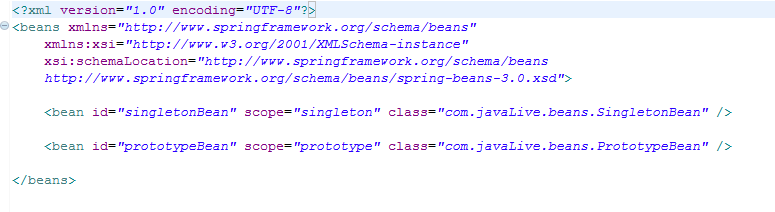 <?xml version="1.0" encoding="UTF-8"?>
<beans xmlns="http://www.springframework.org/schema/beans"
xmlns:xsi="http://www.w3.org/2001/XMLSchema-instance"
xsi:schemaLocation="http://www.springframework.org/schema/beans
http://www.springframework.org/schema/beans/spring-beans-3.0.xsd">
<bean id="singletonBean" scope="singleton" class="com.javaLive.beans.SingletonBean" />
<bean id="prototypeBean" scope="prototype" class="com.javaLive.beans.PrototypeBean" />
</beans>